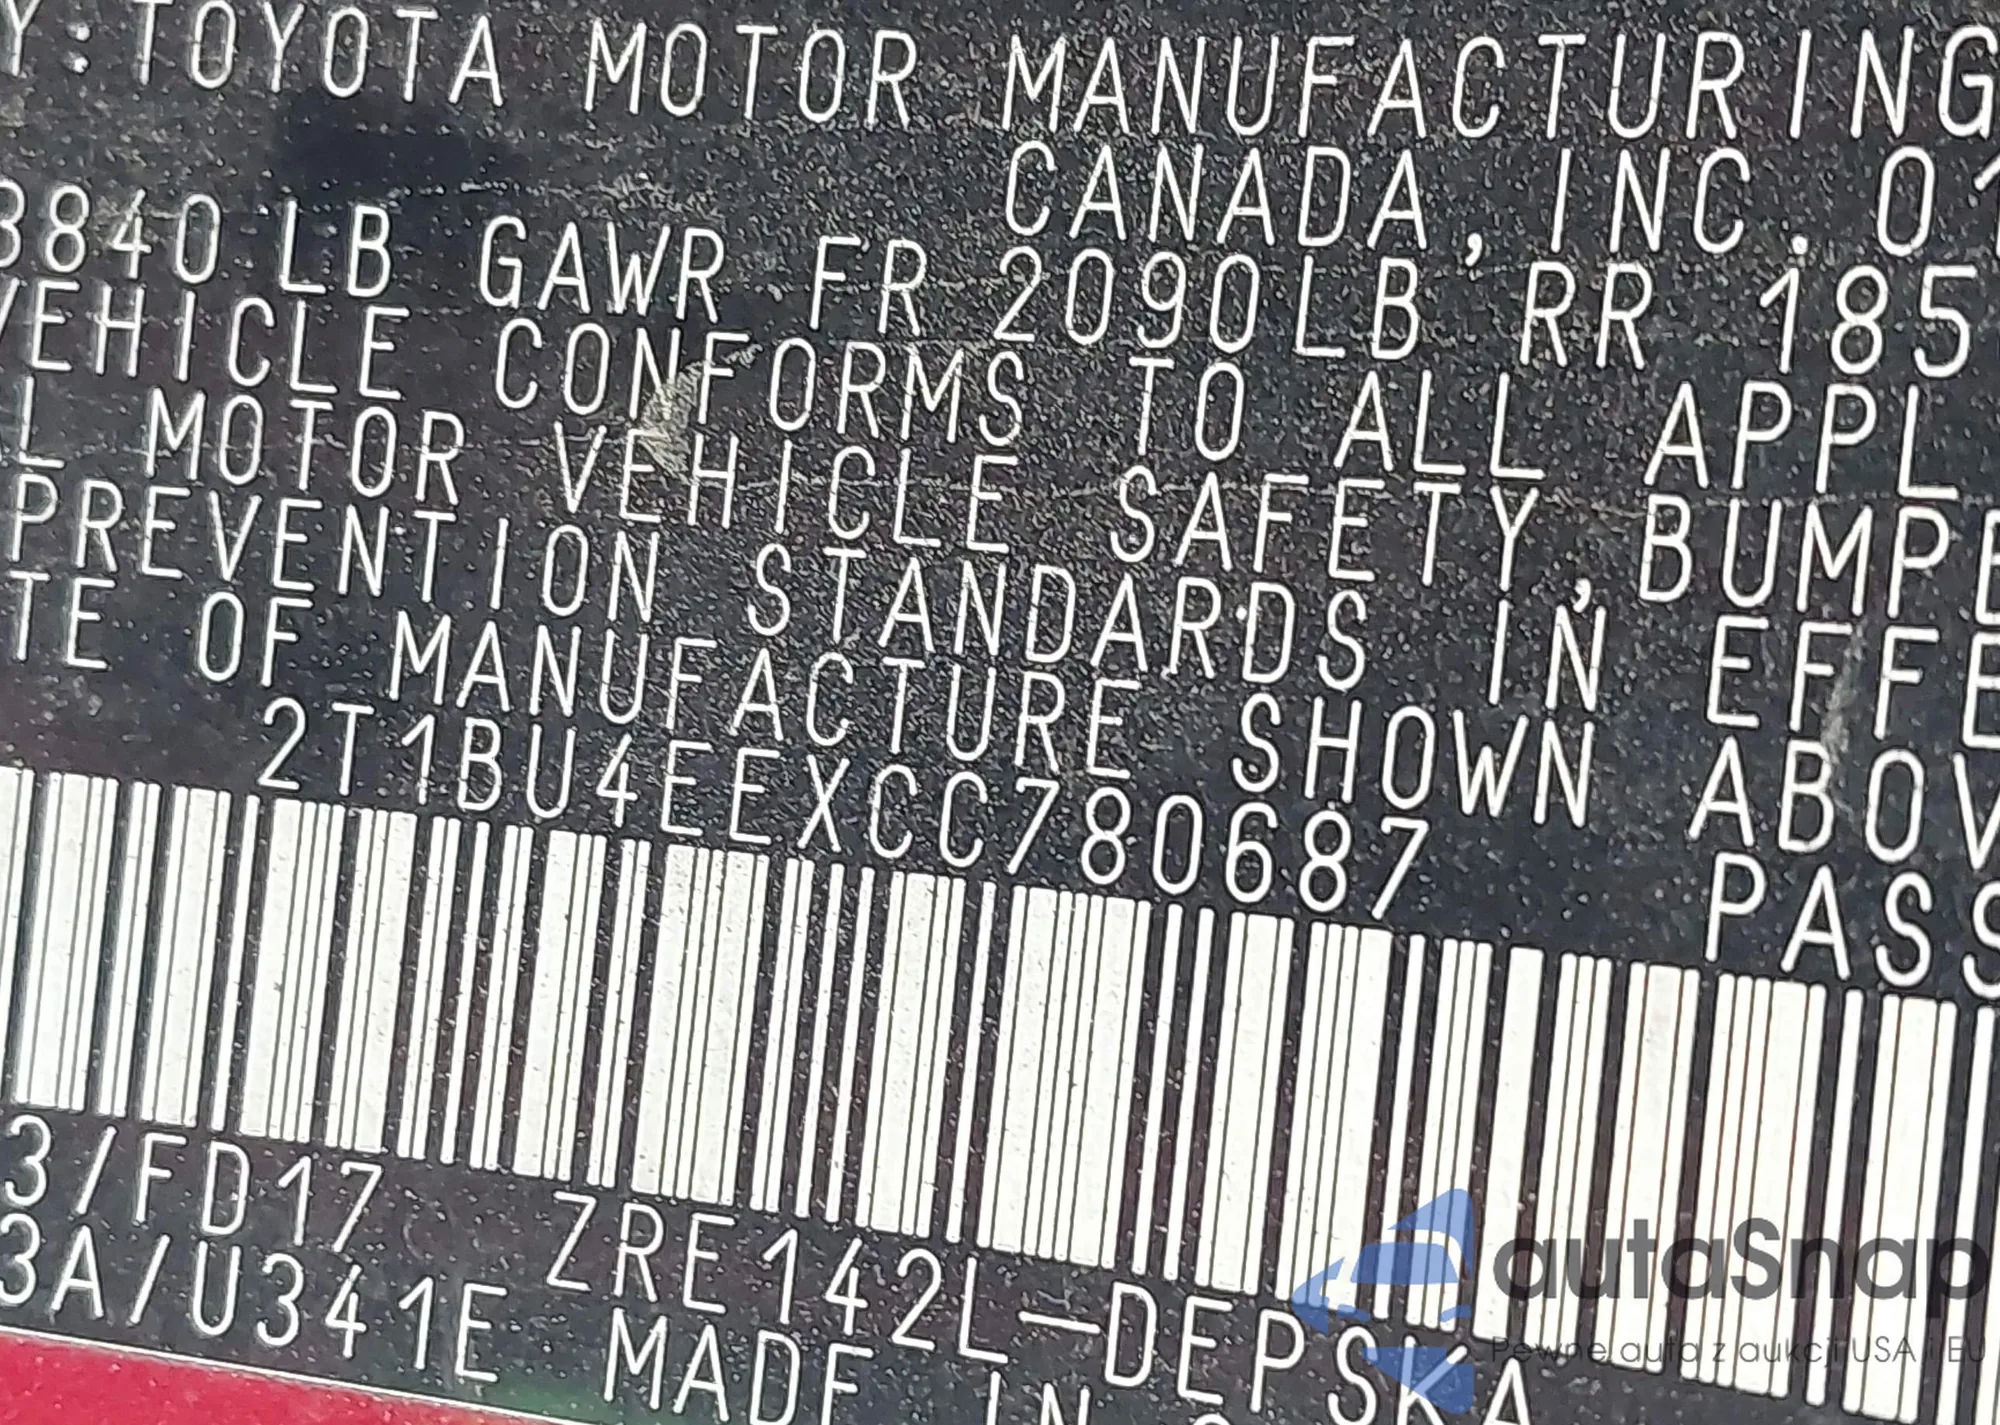 Y:TOYOTA MOTOR MANUFACTURING
CANADA,INC.01
3840 LB GAWR FR 2090LB RR 185
VEHICLE CONFORMS TO ALL APPL
L MOTOR VEHICLE SAFETY,BUMPE
PREVENTION STANDARDS IN EFFE
TE OF MANUFACTURE SHOWN ABOV
2T1BU4EEXCC780687 PASS
3/FD17 ZRE142L-DEPSKA
3A/U341E MADE IN
autaSnap
Pewne auta z aukcji USA i EU